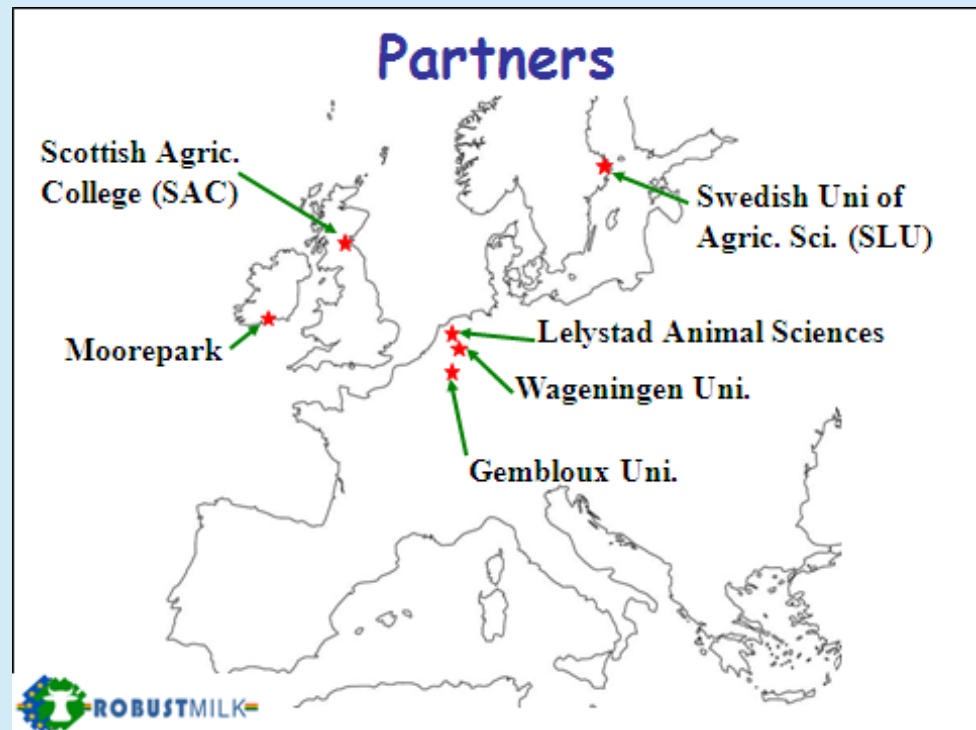 Partners
Scottish Agric.
College (SAC)
Swedish Uni of
Agric. Sci. (SLU)
Moorepark
Lelystad Animal Sciences
Wageningen Uni.
Gembloux Uni.
ROBUSTMILK